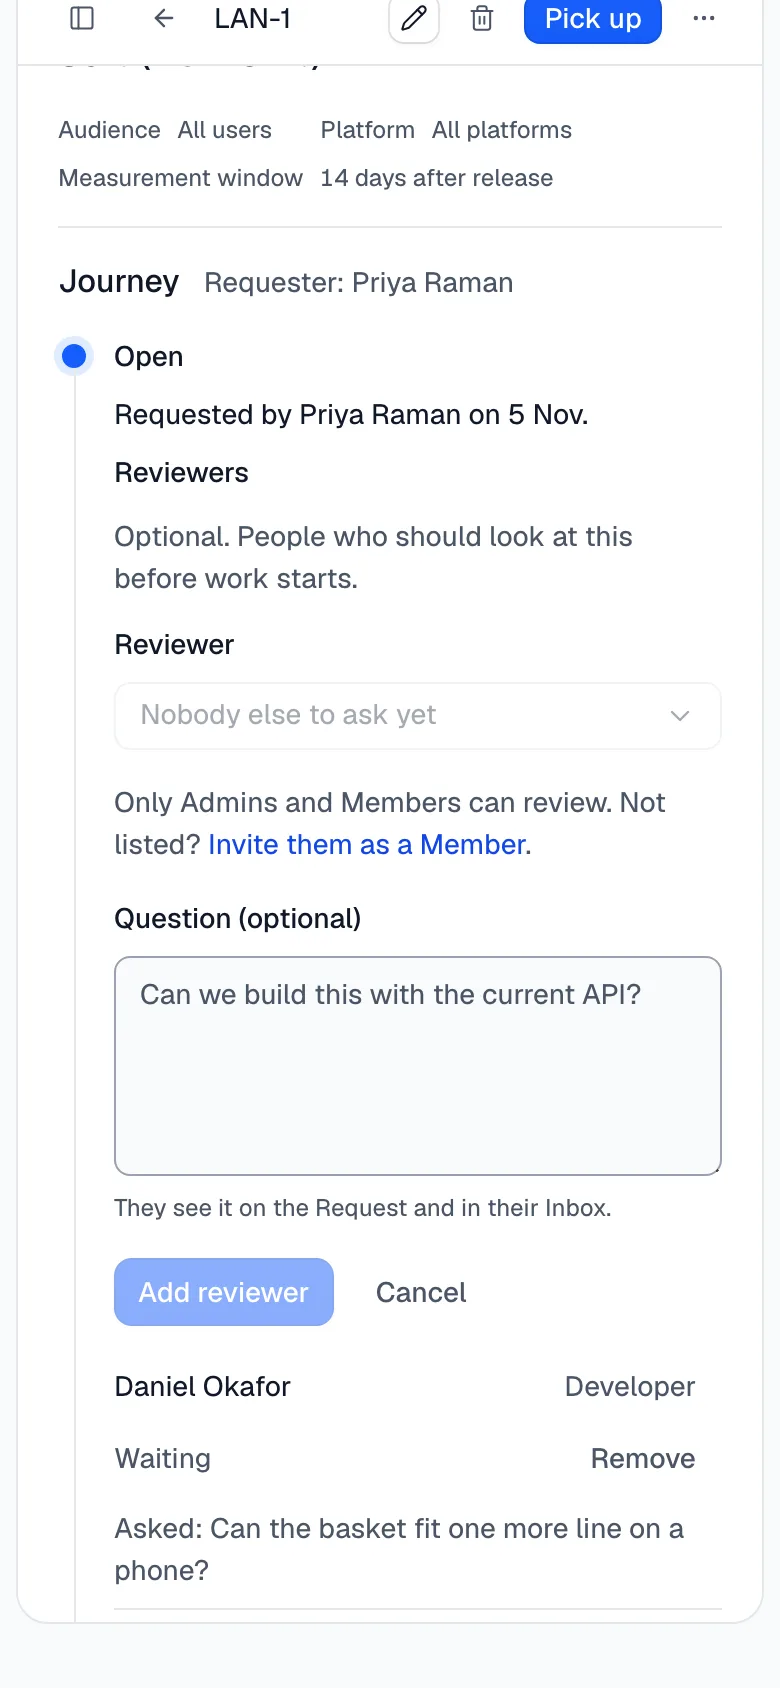 LAN-1
Pick up
Audience All users Platform All platforms
Measurement window 14 days after release
Journey Requester: Priya Raman
Open
Requested by Priya Raman on 5 Nov.
Reviewers
Optional. People who should look at this
before work starts.
Reviewer
Nobody else to ask yet
Only Admins and Members can review. Not
listed? Invite them as a Member.
Question (optional)
Can we build this with the current API?
They see it on the Request and in their Inbox.
Add reviewer Cancel
Daniel Okafor Developer
Waiting Remove
Asked: Can the basket fit one more line on a
phone?